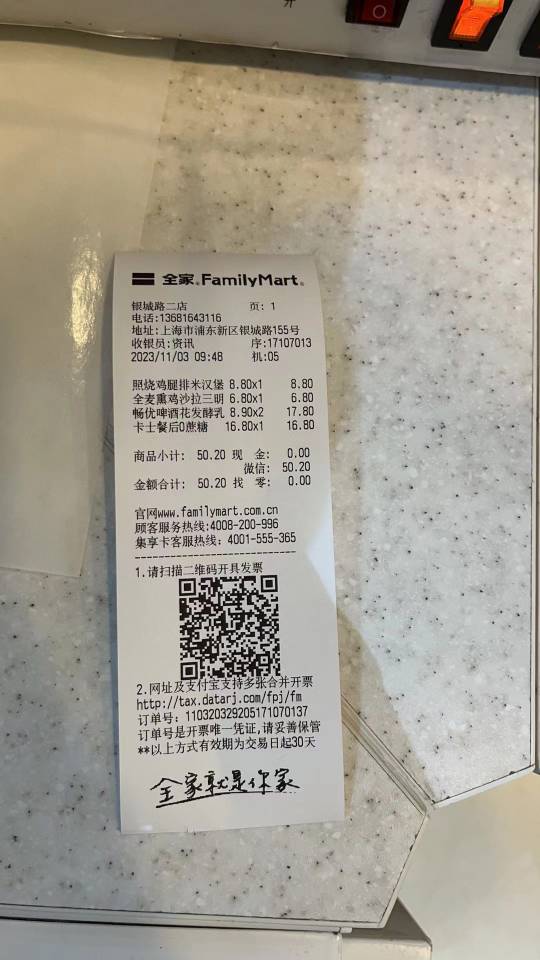 开
全家®FamilyMart®
银城路二店 页: 1
电话:13681643116
地址:上海市浦东新区银城路155号
收银员:资讯 序:17107013
2023/11/03 09:48 机:05
照烧鸡腿排米汉堡 8.80x1 8.80
全麦熏鸡沙拉三明 6.80x1 6.80
畅优啤酒花发酵乳 8.90x2 17.80
卡士餐后0蔗糖 16.80x1 16.80
商品小计: 50.20 现 金: 0.00
微信: 50.20
金额合计: 50.20 找 零: 0.00
官网www.familymart.com.cn
顾客服务热线:4008-200-996
集享卡客服热线: 4001-555-365
1.请扫描二维码开具发票
2.网址及支付宝支持多张合并开票
http://tax.datarj.com/fpj/fm
订单号: 110320329205171070137
订单号是开票唯一凭证,请妥善保管
**以上方式有效期为交易日起30天
全家就是你家